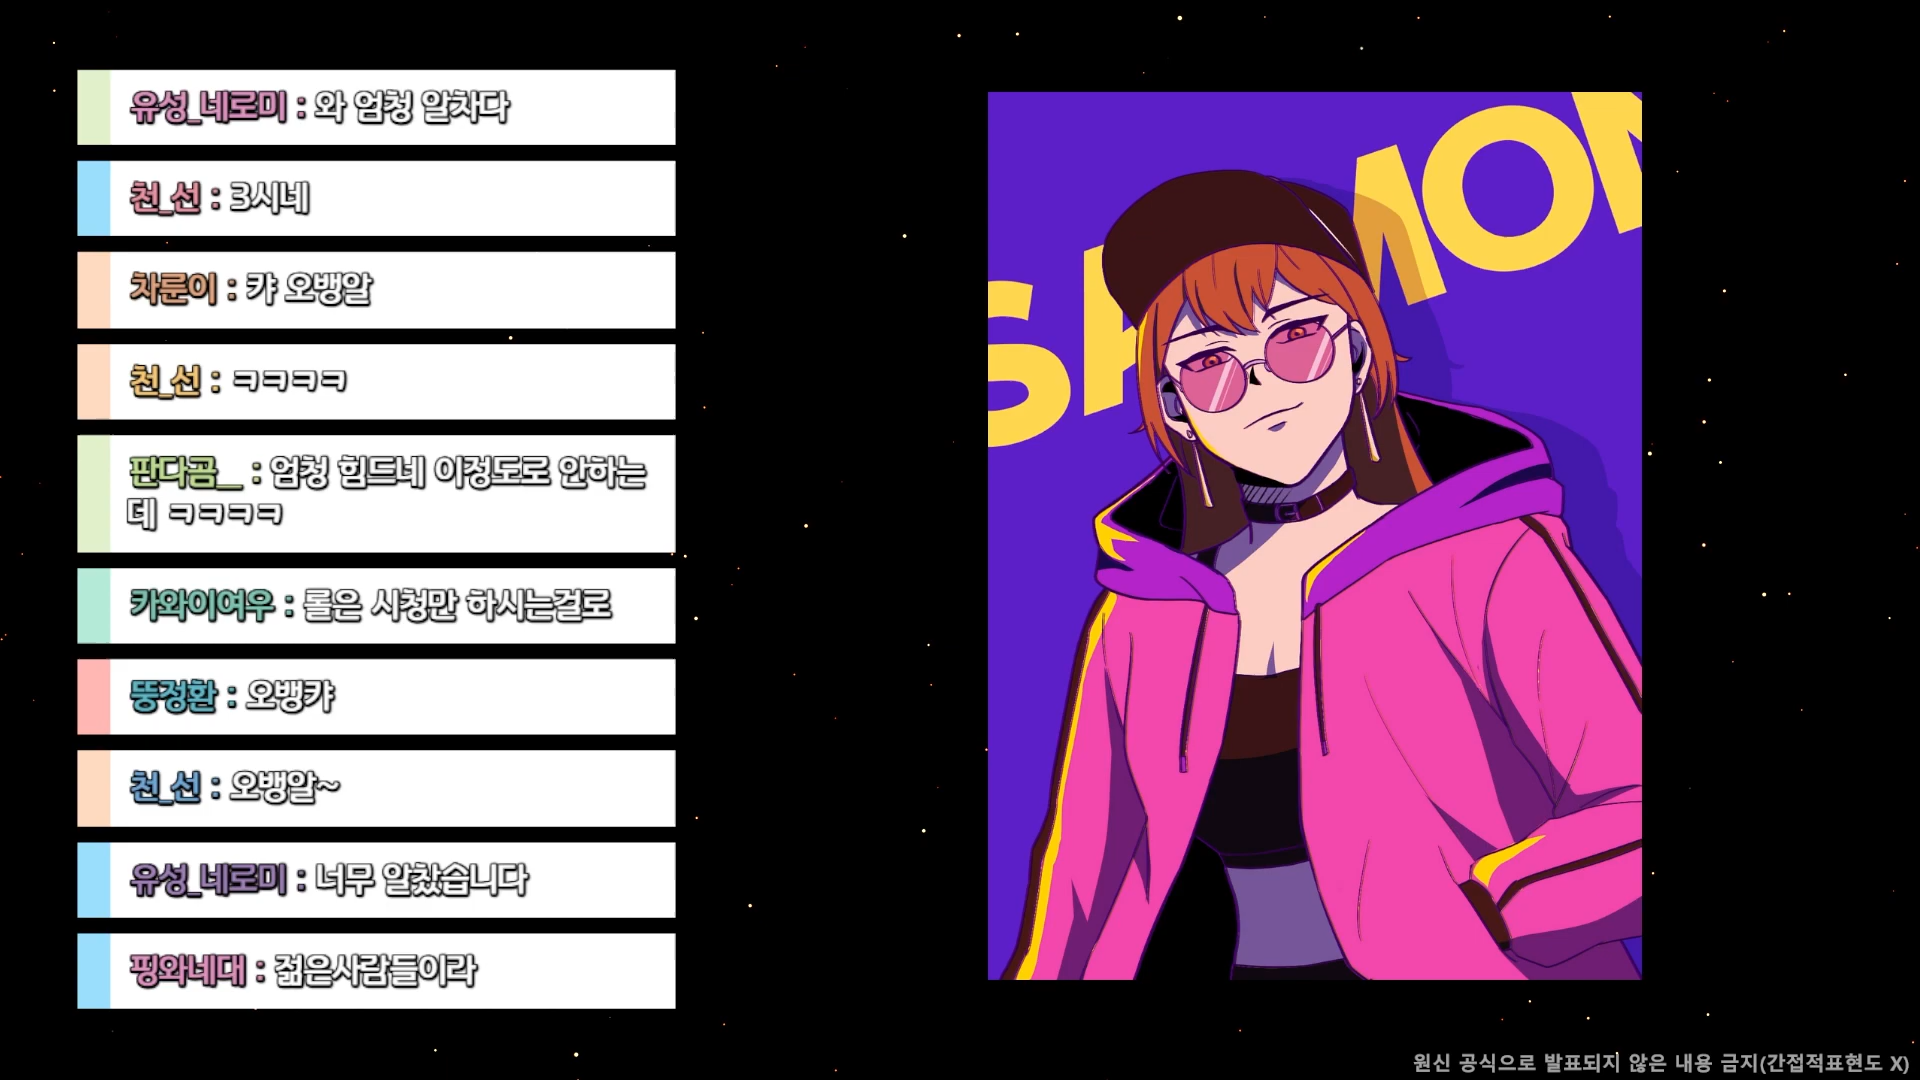 유성_네로미 : 와 엄청 알차다
천_선 : 3시네
차룬이 : 캬 오뱅알
천_선 : ㅋㅋㅋㅋ
판다곰__ : 엄청 힘드네 이정도로 안하는
데 ㅋㅋㅋㅋ
카와이여우 : 롤은 시청만 하시는걸로
뚱정환 : 오뱅캬
천_선 : 오뱅알~
유성_네로미 : 너무 알찼습니다
핑와네대 : 젊은사람들이라
SA MON
원신 공식으로 발표되지 않은 내용 금지(간접적표현도 X)